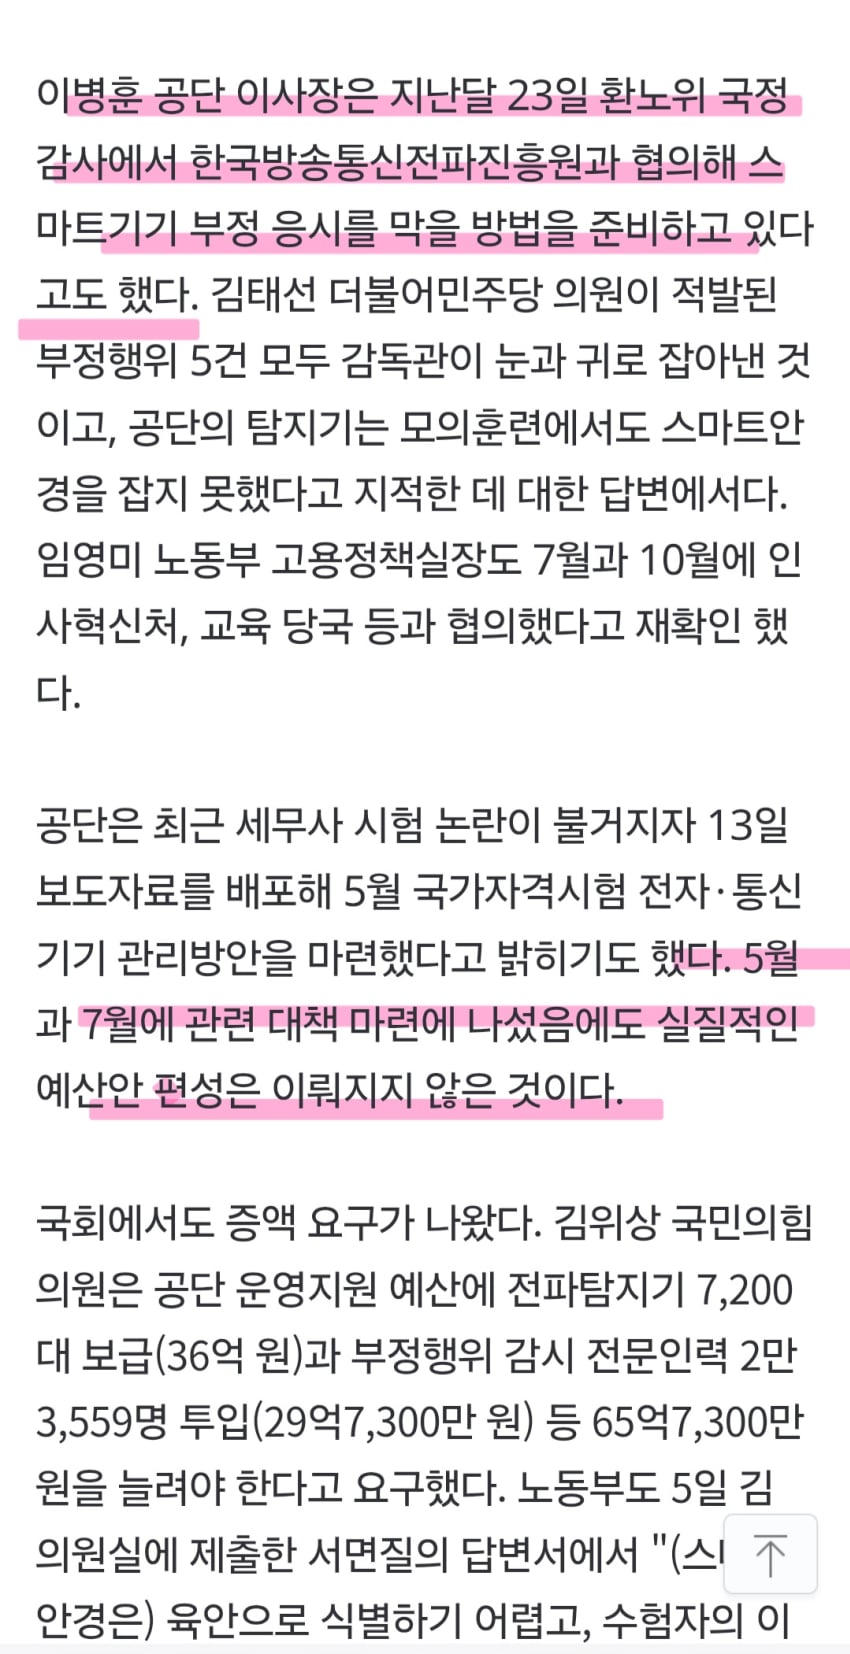 이병훈 공단 이사장은 지난달 23일 환노위 국정
감사에서 한국방송통신전파진흥원과 협의해 스
마트기기 부정 응시를 막을 방법을 준비하고 있다
고도 했다. 김태선 더불어민주당 의원이 적발된
부정행위 5건 모두 감독관이 눈과 귀로 잡아낸 것
이고, 공단의 탐지기는 모의훈련에서도 스마트안
경을 잡지 못했다고 지적한 데 대한 답변에서다.
임영미 노동부 고용정책실장도 7월과 10월에 인
사혁신처, 교육 당국 등과 협의했다고 재확인 했
다.
공단은 최근 세무사 시험 논란이 불거지자 13일
보도자료를 배포해 5월 국가자격시험 전자·통신
기기 관리방안을 마련했다고 밝히기도 했다. 5월
과 7월에 관련 대책 마련에 나섰음에도 실질적인
예산안 편성은 이뤄지지 않은 것이다.
국회에서도 증액 요구가 나왔다. 김위상 국민의힘
의원은 공단 운영지원 예산에 전파탐지기 7,200
대 보급(36억 원)과 부정행위 감시 전문인력 2만
3,559명 투입(29억7,300만 원) 등 65억7,300만
원을 늘려야 한다고 요구했다. 노동부도 5일 김
의원실에 제출한 서면질의 답변서에서 "(스
안경은) 육안으로 식별하기 어렵고, 수험자의 이